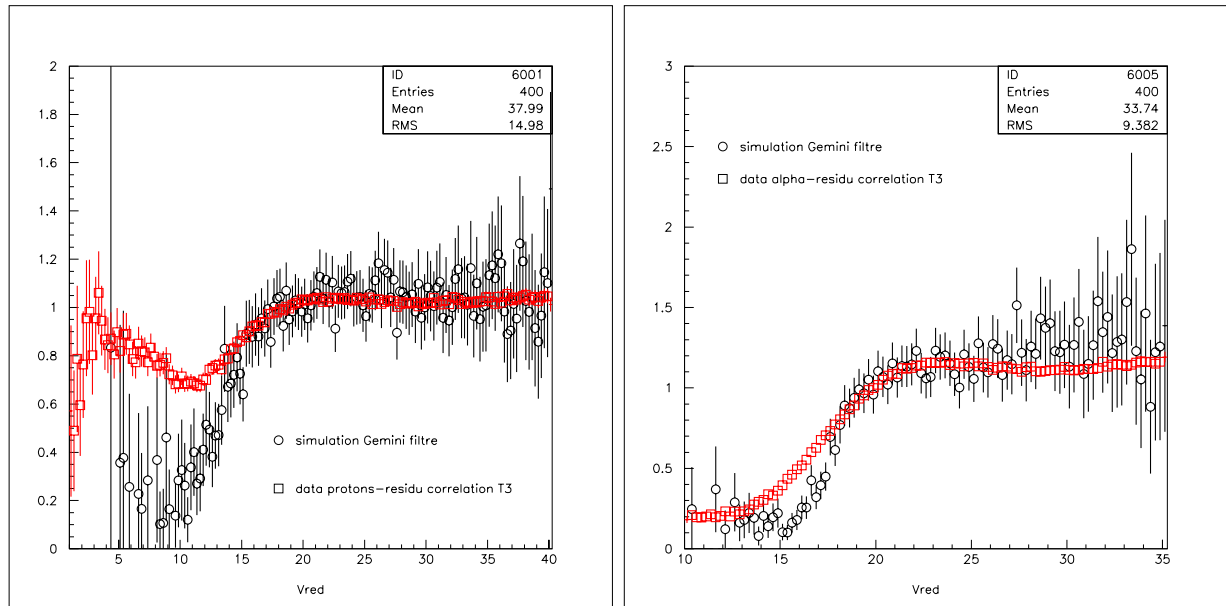 ID 6001
Entries 400
Mean 37.99
RMS 14.98
2
1.8
1.6
1.4
1.2
1
0.8
0.6
0.4
0.2
0
simulation Gemini filtre
data protons-residu correlation T3
5 10 15 20 25 30 35 40
Vred
ID 6005
Entries 400
Mean 33.74
RMS 9.382
3
2.5
2
1.5
1
0.5
0
simulation Gemini filtre
data alpha-residu correlation T3
10 15 20 25 30 35
Vred